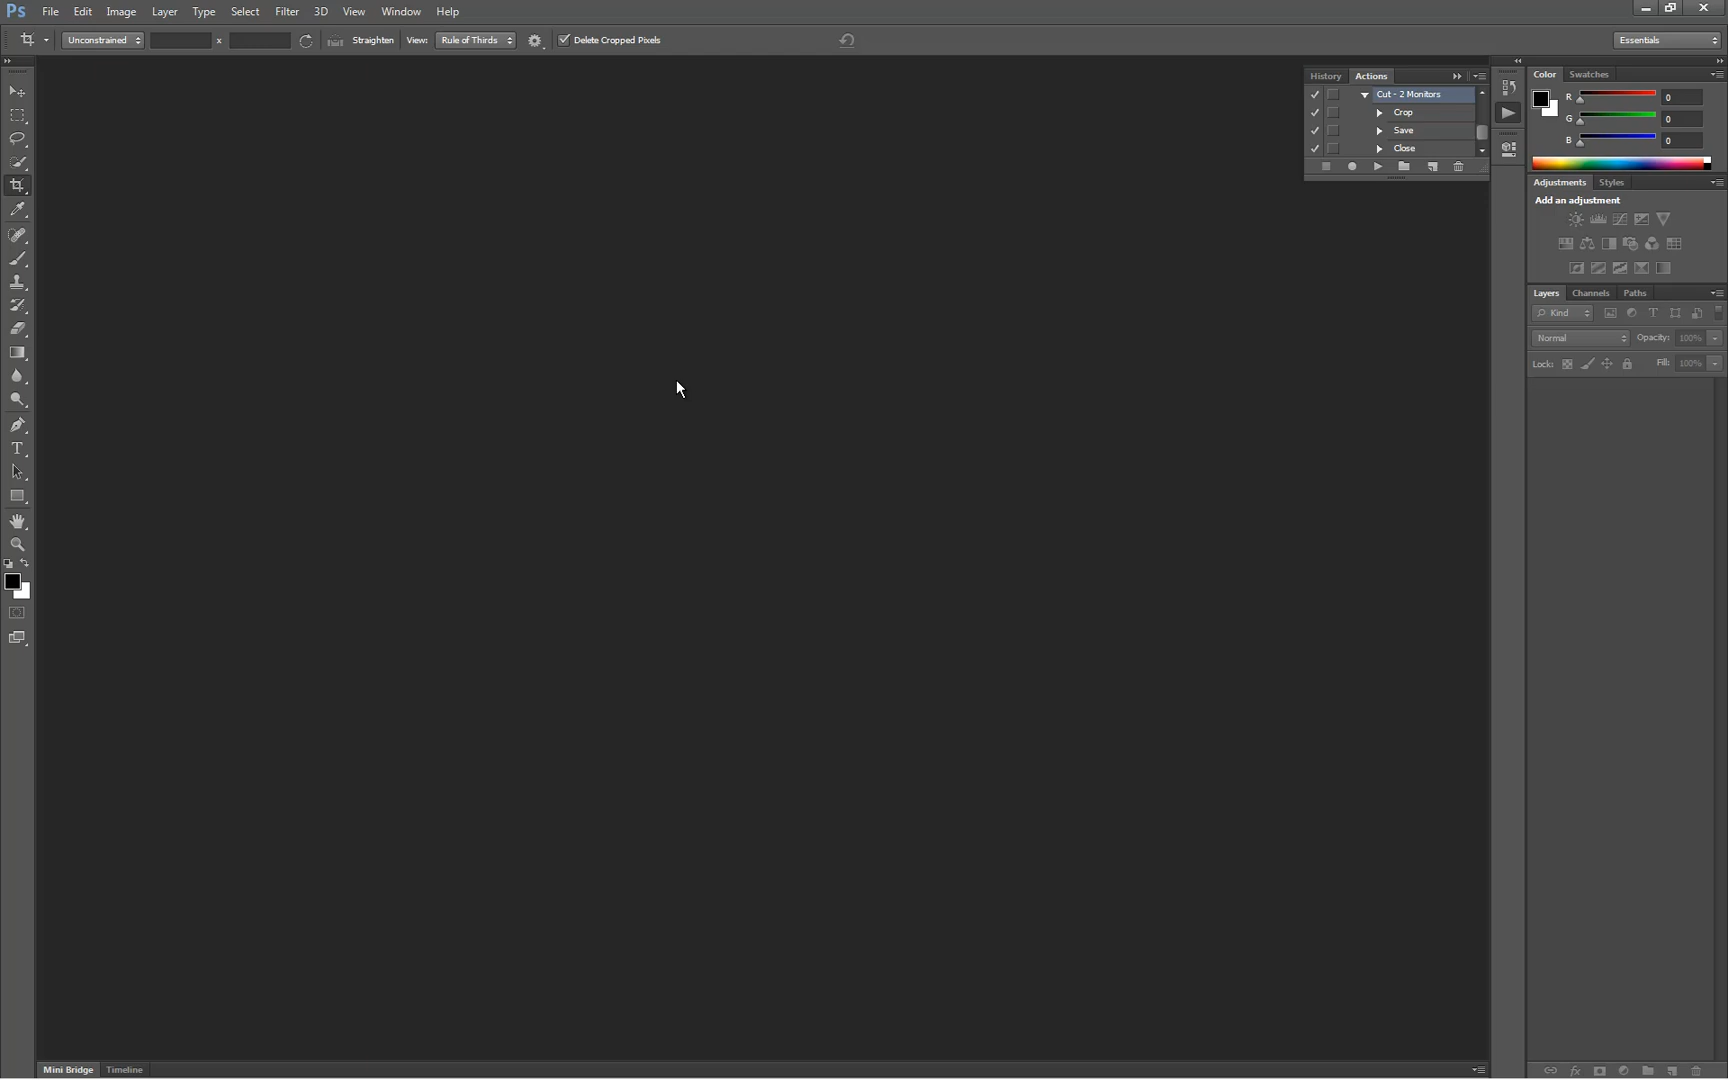 Ps File Edit Image Layer Type Select Filter 3D View Window Help
Unconstrained x Straighten View: Rule of Thirds Delete Cropped Pixels Essentials
History Actions
Cut - 2 Monitors
Crop
Save
Close
Color Swatches
R 0
G 0
B 0
Adjustments Styles
Add an adjustment
Layers Channels Paths
Kind
Normal Opacity: 100%
Lock: Fill: 100%
Mini Bridge Timeline